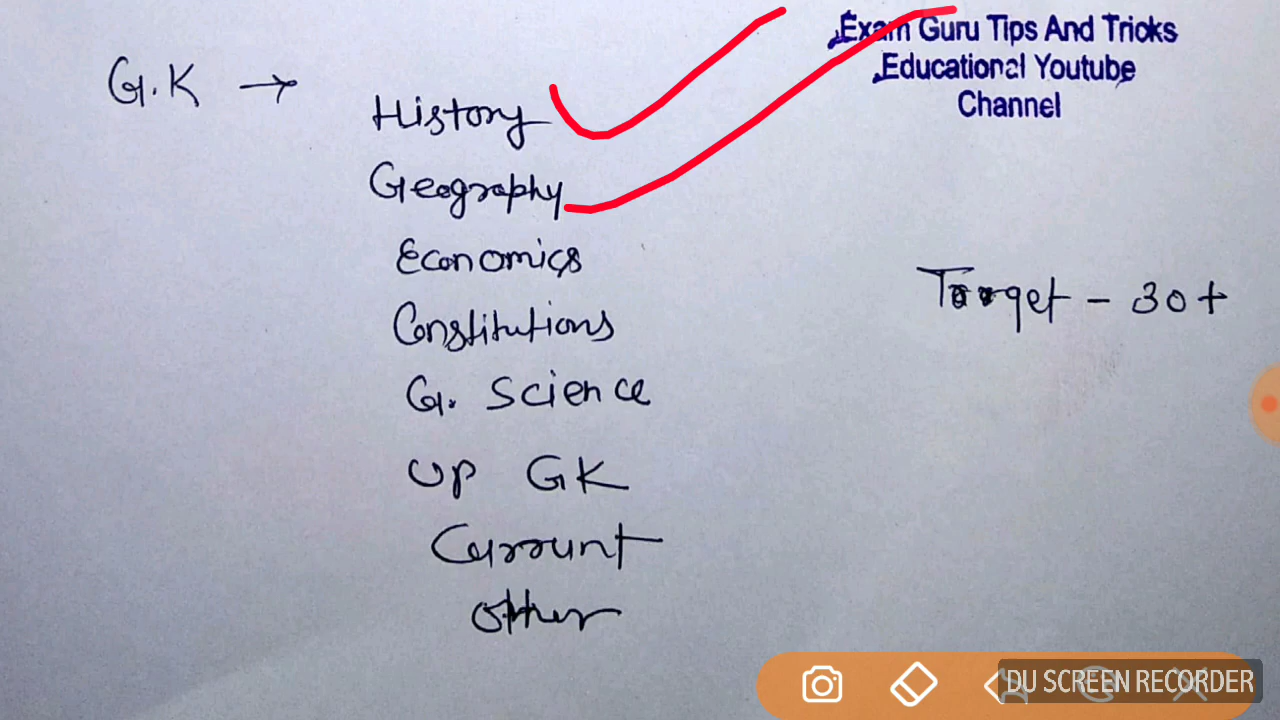 G.K →
History
Geography
Economics
Constitutions
G. Science
UP GK
Currunt
Other
Target - 30+
Exam Guru Tips And Tricks
Educational Youtube
Channel
DU SCREEN RECORDER